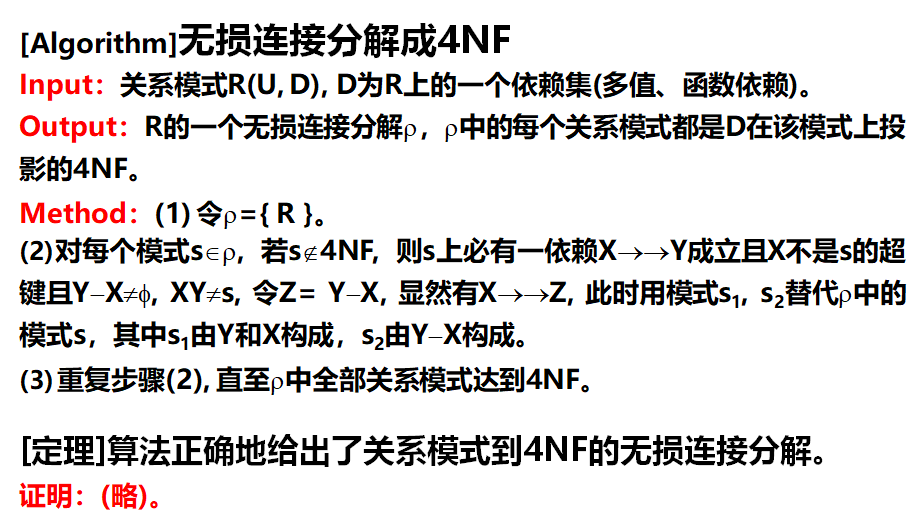 [Algorithm]无损连接分解成4NF
Input：关系模式R(U, D), D为R上的一个依赖集(多值、函数依赖)。
Output：R的一个无损连接分解ρ，ρ中的每个关系模式都是D在该模式上投
影的4NF。
Method：(1) 令ρ={ R }。
(2)对每个模式s∈ρ，若s∉4NF, 则s上必有一依赖X→→Y成立且X不是s的超
键且Y−X≠ϕ, XY≠s, 令Z= Y−X, 显然有X→→Z, 此时用模式s₁, s₂替代ρ中的
模式s，其中s₁由Y和X构成，s₂由Y−X构成。
(3) 重复步骤(2), 直至ρ中全部关系模式达到4NF。
[定理]算法正确地给出了关系模式到4NF的无损连接分解。
证明：(略)。